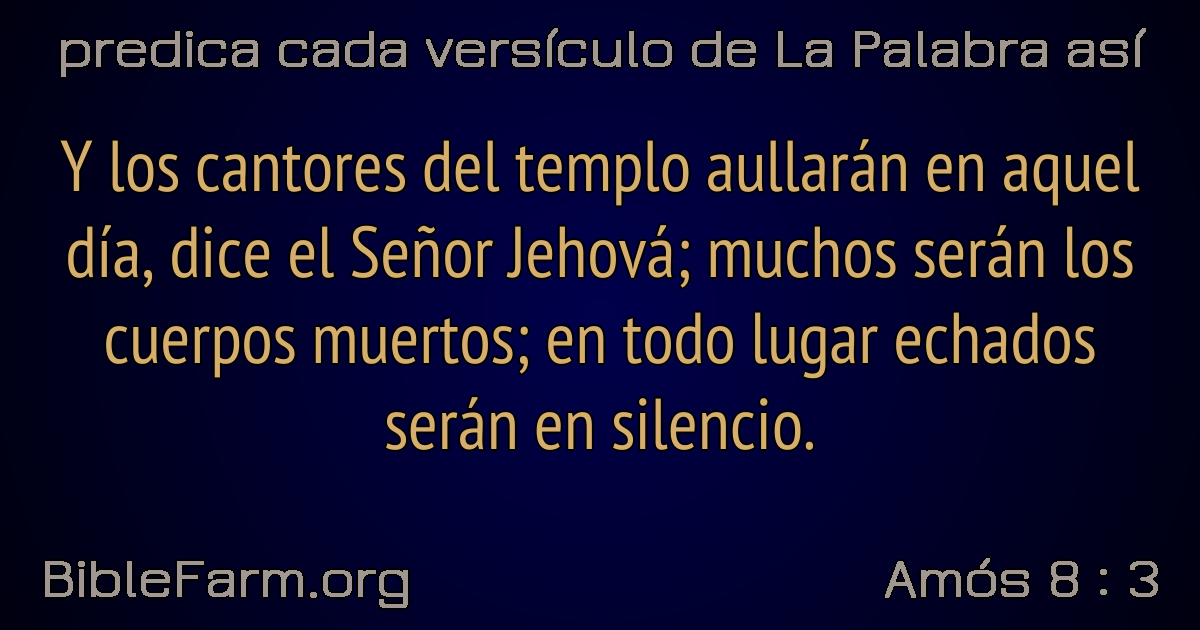 predica cada versículo de La Palabra así
Y los cantores del templo aullarán en aquel
día, dice el Señor Jehová; muchos serán los
cuerpos muertos; en todo lugar echados
serán en silencio.
BibleFarm.org
Amós 8 : 3